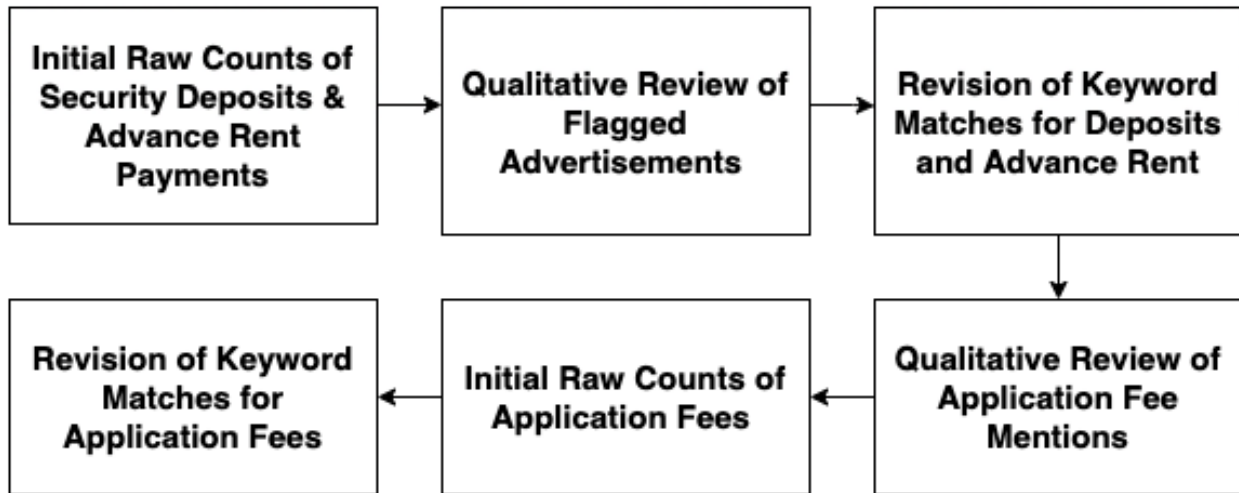 Initial Raw Counts of
Security Deposits &
Advance Rent
Payments
Qualitative Review of
Flagged
Advertisements
Revision of Keyword
Matches for Deposits
and Advance Rent
Qualitative Review of
Application Fee
Mentions
Initial Raw Counts of
Application Fees
Revision of Keyword
Matches for
Application Fees